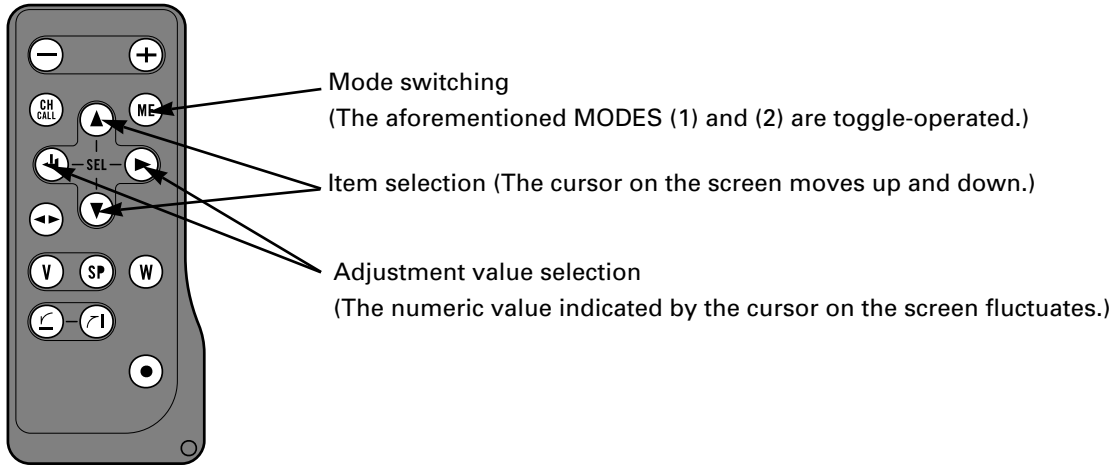 Mode switching
(The aforementioned MODES (1) and (2) are toggle-operated.)
Item selection (The cursor on the screen moves up and down.)
Adjustment value selection
(The numeric value indicated by the cursor on the screen fluctuates.)
CH
CALL
ME
SEL
V
SP
W